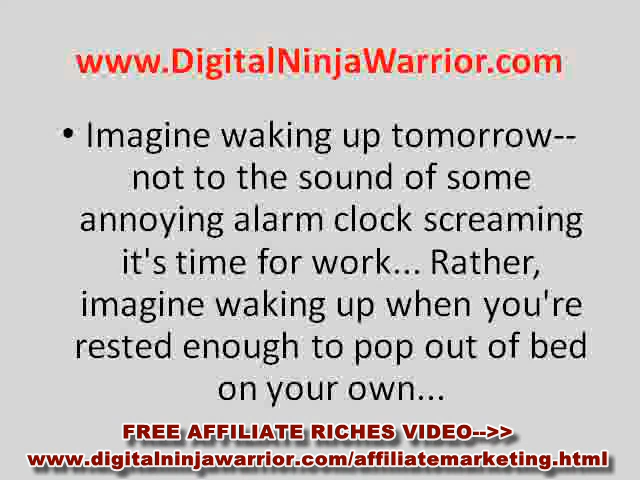 www.DigitalNinjaWarrior.com
• Imagine waking up tomorrow--
not to the sound of some
annoying alarm clock screaming
it's time for work... Rather,
imagine waking up when you're
rested enough to pop out of bed
on your own...
FREE AFFILIATE RICHES VIDEO-->>
www.digitalninjawarrior.com/affiliatemarketing.html